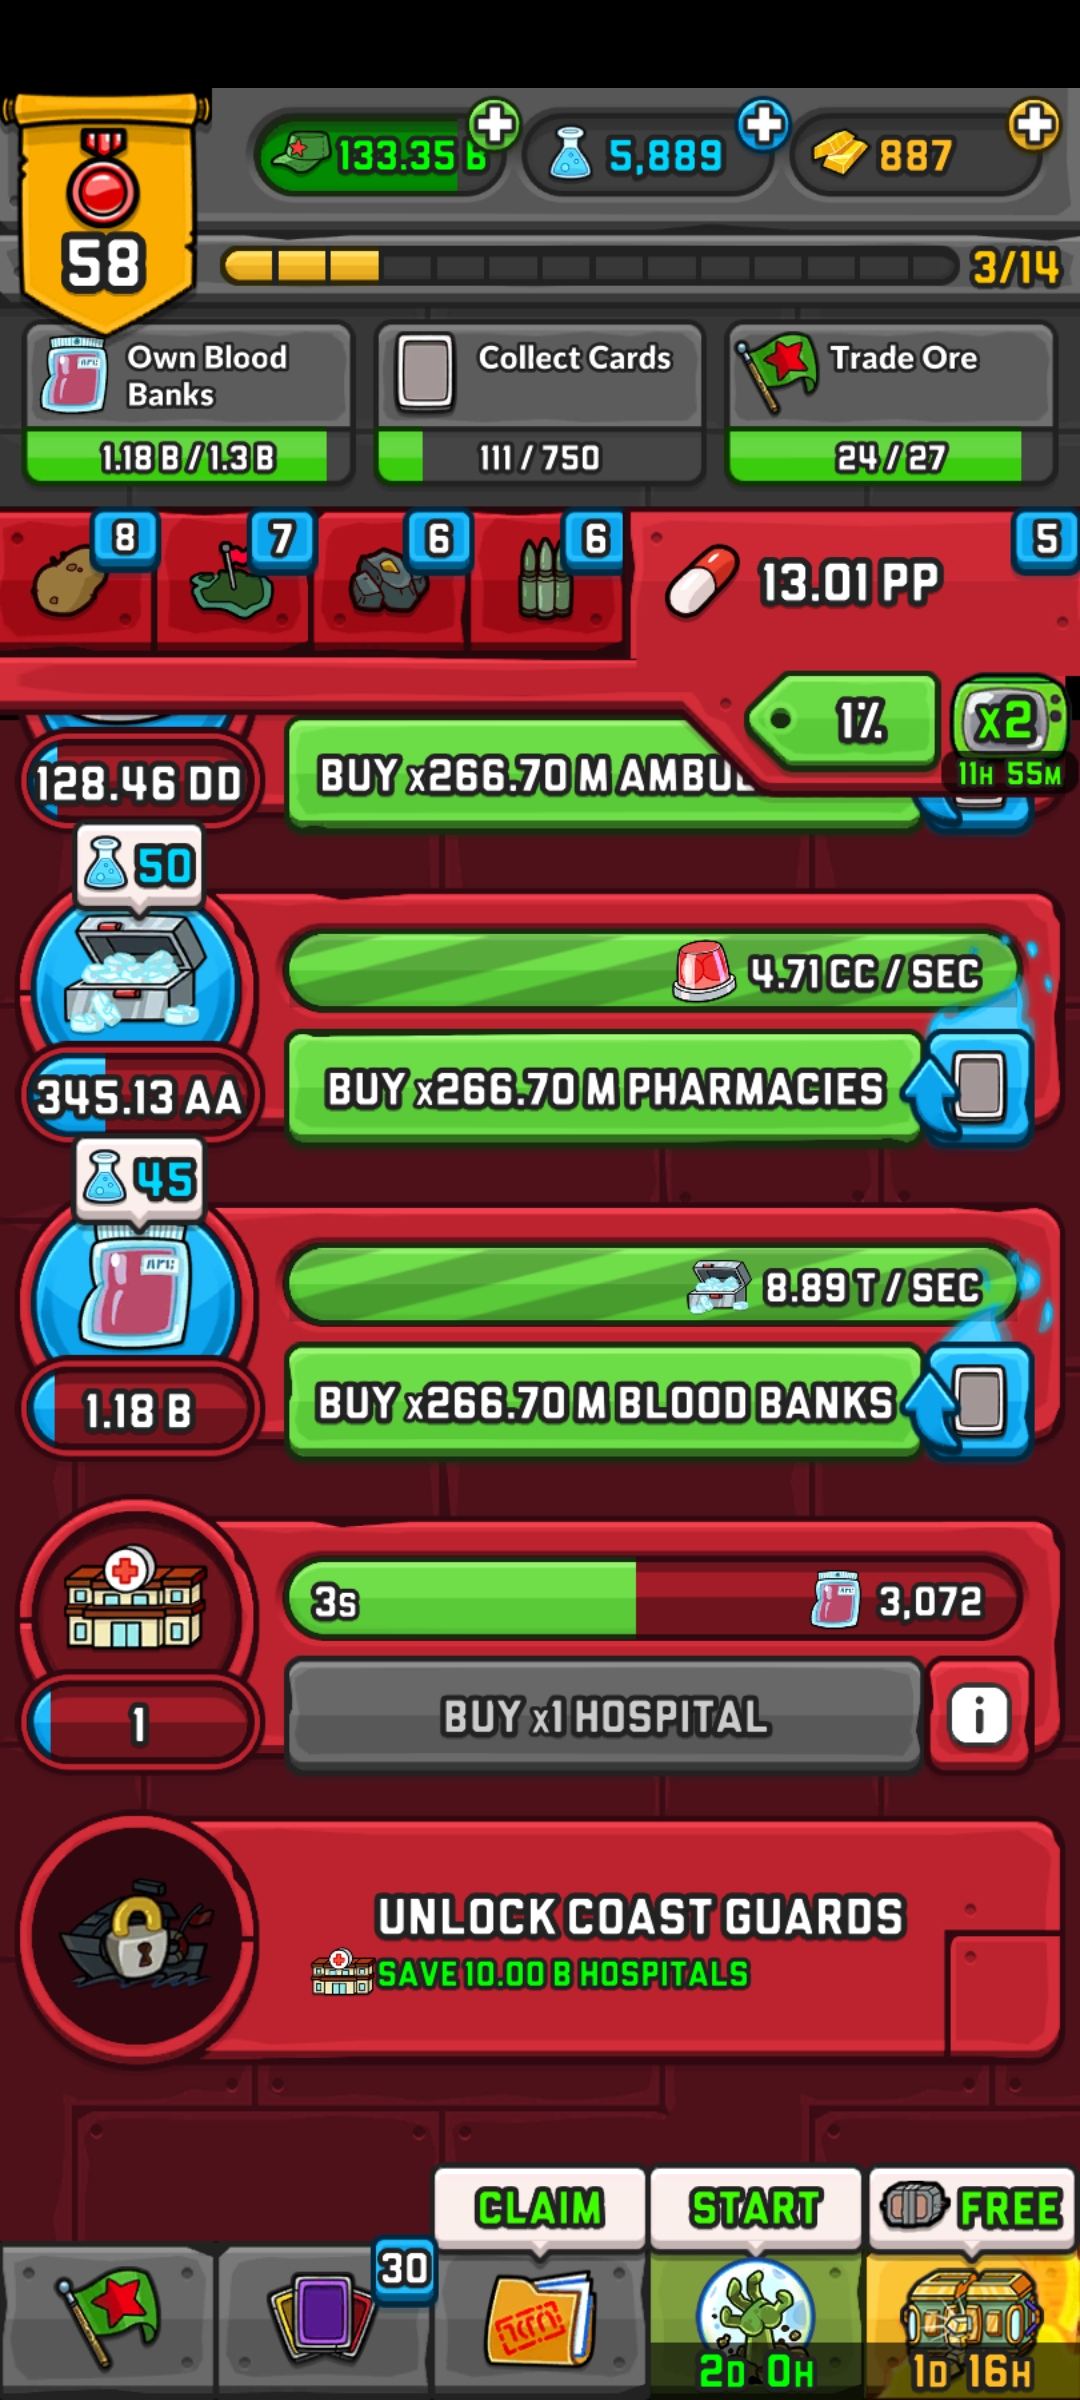 133.35 B
5,889
887
58
3/14
Own Blood Banks
1.18 B / 1.3 B
Collect Cards
111 / 750
Trade Ore
24 / 27
8
7
6
6
13.01 PP
5
1%
x2
11H 55M
128.46 DD
BUY x266.70 M AMBUL
50
4.71 CC / SEC
345.13 AA
BUY x266.70 M PHARMACIES
45
8.89 T / SEC
1.18 B
BUY x266.70 M BLOOD BANKS
3s
3,072
1
BUY x1 HOSPITAL
i
UNLOCK COAST GUARDS
SAVE 10.00 B HOSPITALS
CLAIM
START
FREE
30
2D 0H
1D 16H